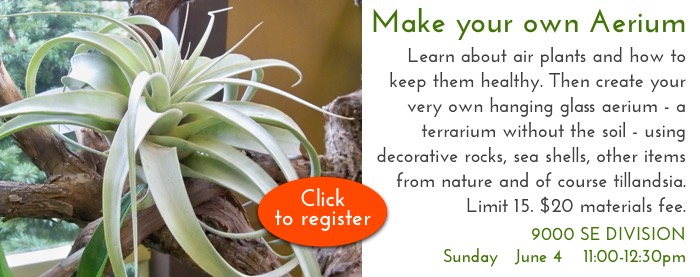 Make your own Aerium
Learn about air plants and how to
keep them healthy. Then create your
very own hanging glass aerium - a
terrarium without the soil - using
decorative rocks, sea shells, other items
from nature and of course tillandsia.
Limit 15. $20 materials fee.
Click
to register
9000 SE DIVISION
Sunday June 4 11:00-12:30pm